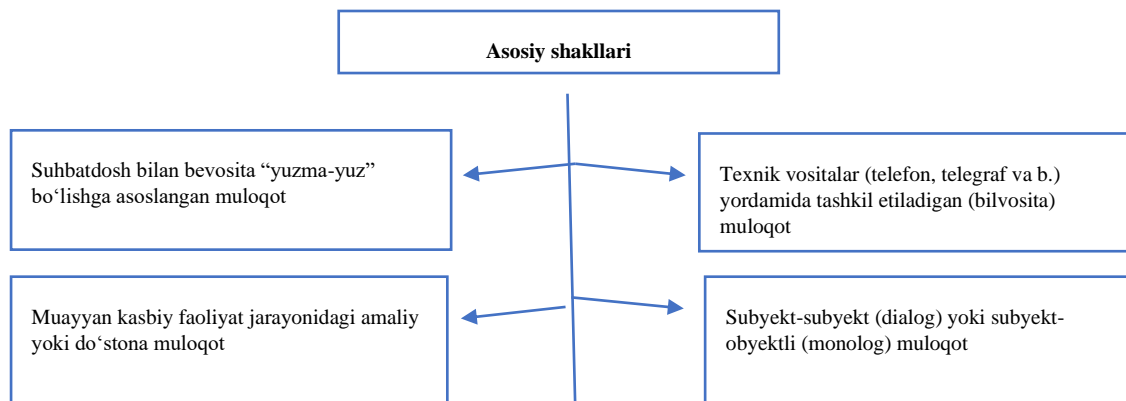 Asosiy shakllari
Suhbatdosh bilan bevosita “yuzma-yuz”
bo‘lishga asoslangan muloqot
Texnik vositalar (telefon, telegraf va b.)
yordamida tashkil etiladigan (bilvosita)
muloqot
Muayyan kasbiy faoliyat jarayonidagi amaliy
yoki do‘stona muloqot
Subyekt-subyekt (dialog) yoki subyekt-
obyektli (monolog) muloqot